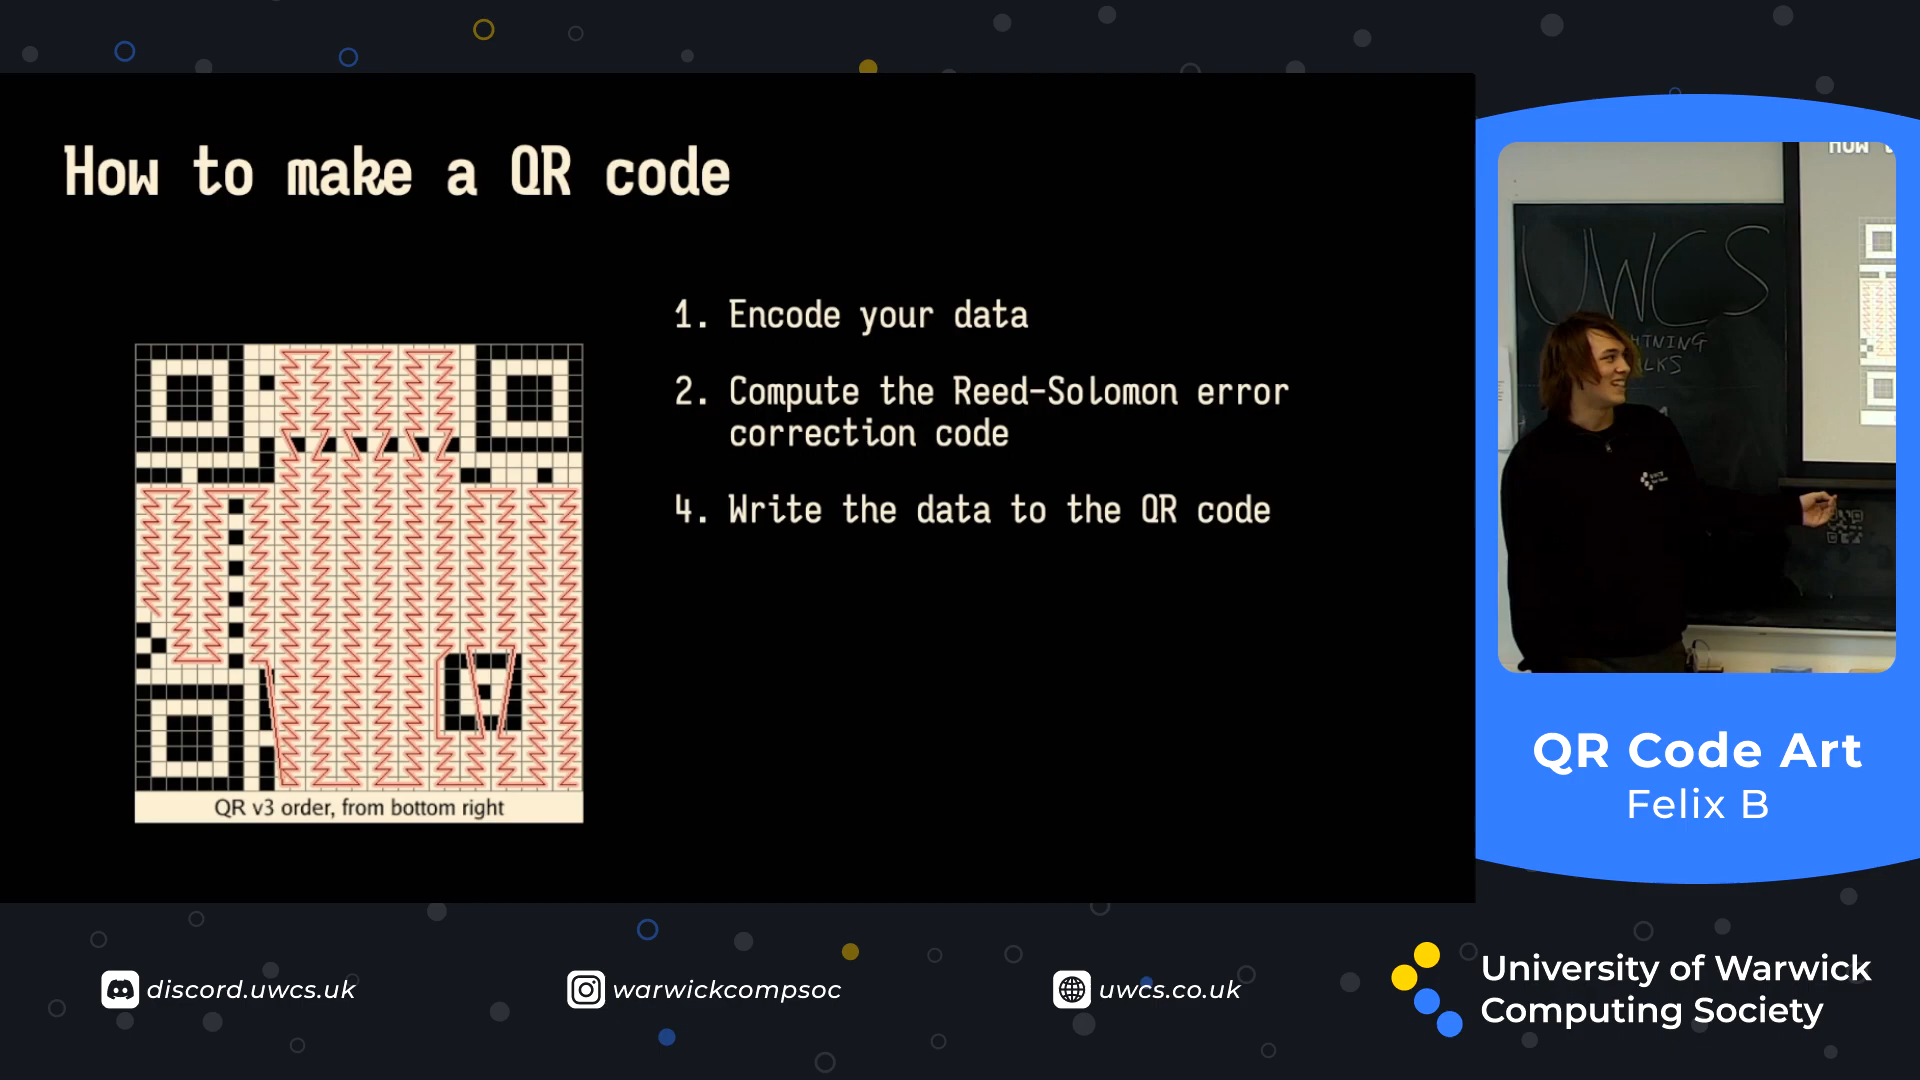 How to make a QR code
1. Encode your data
2. Compute the Reed-Solomon error
correction code
4. Write the data to the QR code
QR v3 order, from bottom right
UWCS
QR Code Art
Felix B
discord.uwcs.uk
warwickcompsoc
uwcs.co.uk
University of Warwick
Computing Society